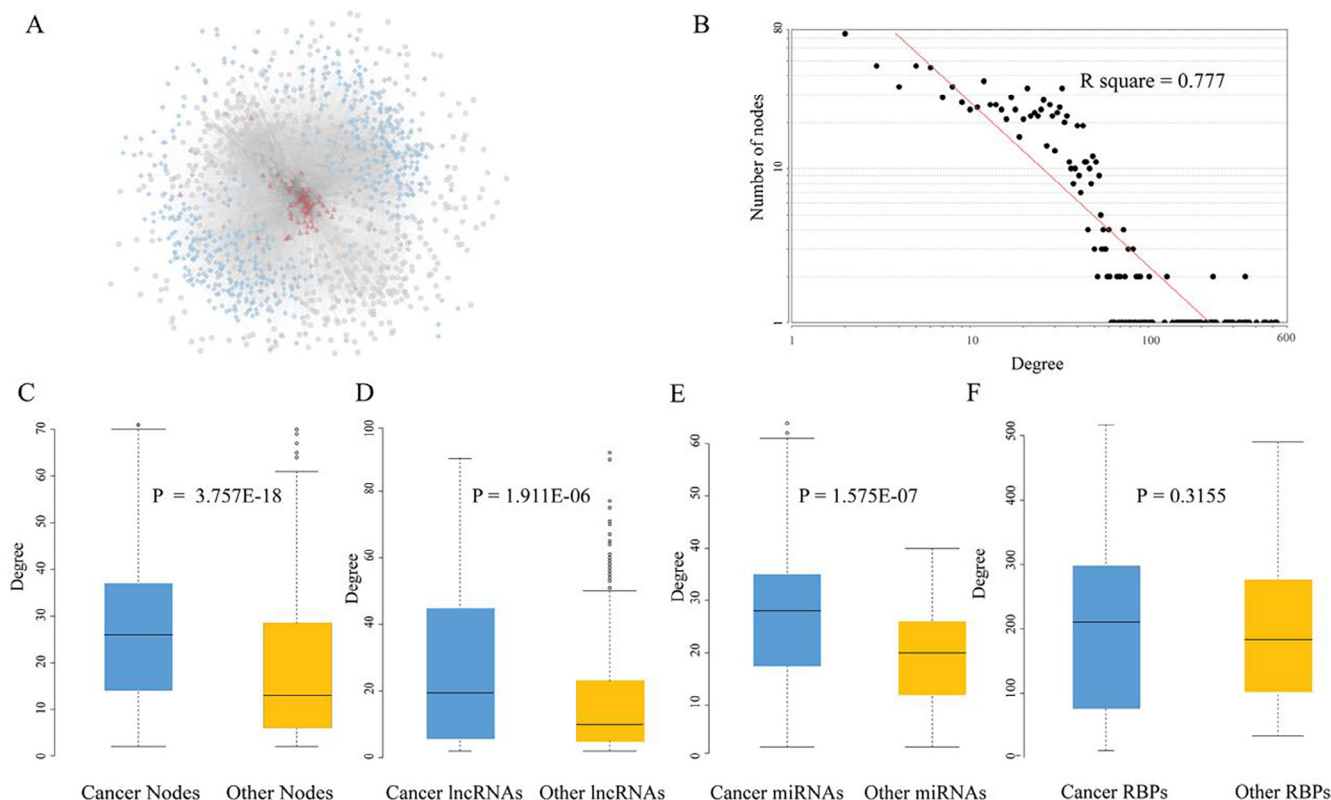 A
B
80
10
1
Number of nodes
R square = 0.777
1
10
100
600
Degree
C
D
E
F
70
60
50
40
30
20
10
0
Degree
P = 3.757E-18
Cancer Nodes
Other Nodes
100
80
60
40
20
0
Degree
P = 1.911E-06
Cancer lncRNAs
Other lncRNAs
60
50
40
30
20
10
0
Degree
P = 1.575E-07
Cancer miRNAs
Other miRNAs
500
400
300
200
100
0
Degree
P = 0.3155
Cancer RBPs
Other RBPs